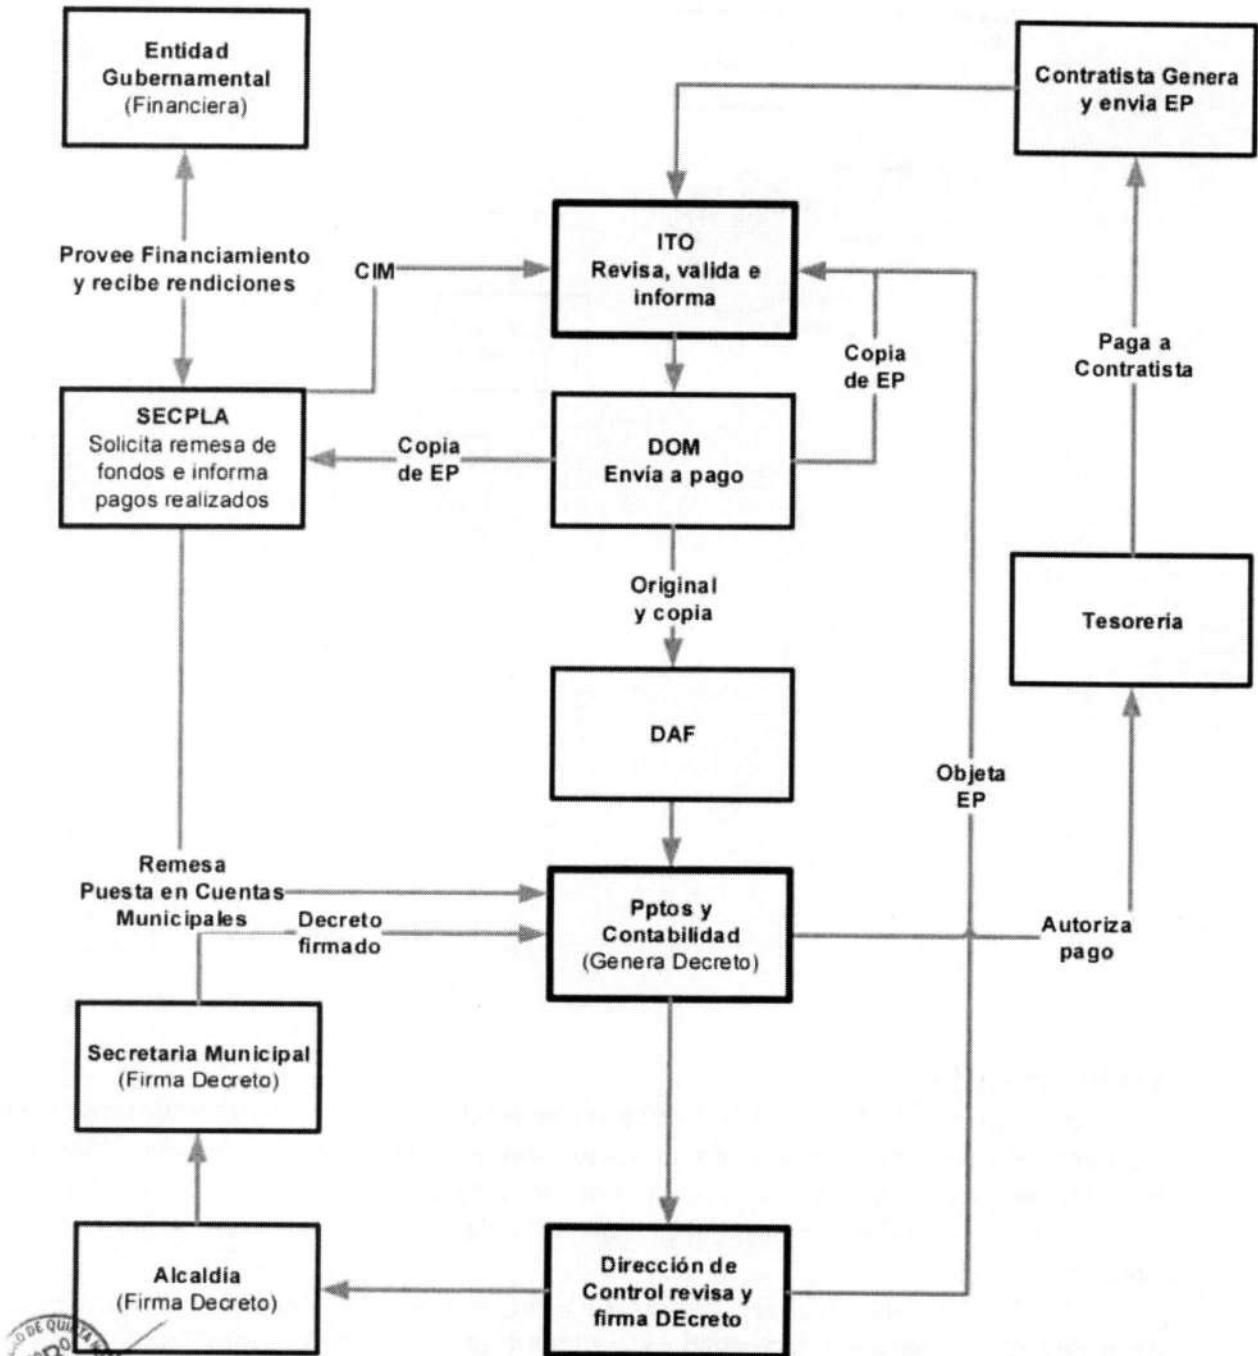 Entidad
Gubernamental
(Financiera)
Contratista Genera
y envia EP
Provee Financiamiento
y recibe rendiciones
CIM
ITO
Revisa, valida e
informa
Copia
de EP
Paga a
Contratista
SECPLA
Solicita remesa de
fondos e informa
pagos realizados
Copia
de EP
DOM
Envía a pago
Original
y copia
Tesorería
DAF
Objeta
EP
Remesa
Puesta en Cuentas
Municipales
Decreto
firmado
Pptos y
Contabilidad
(Genera Decreto)
Autoriza
pago
Secretaria Municipal
(Firma Decreto)
Alcaldía
(Firma Decreto)
Dirección de
Control revisa y
firma DEcreto
DE QUINTA